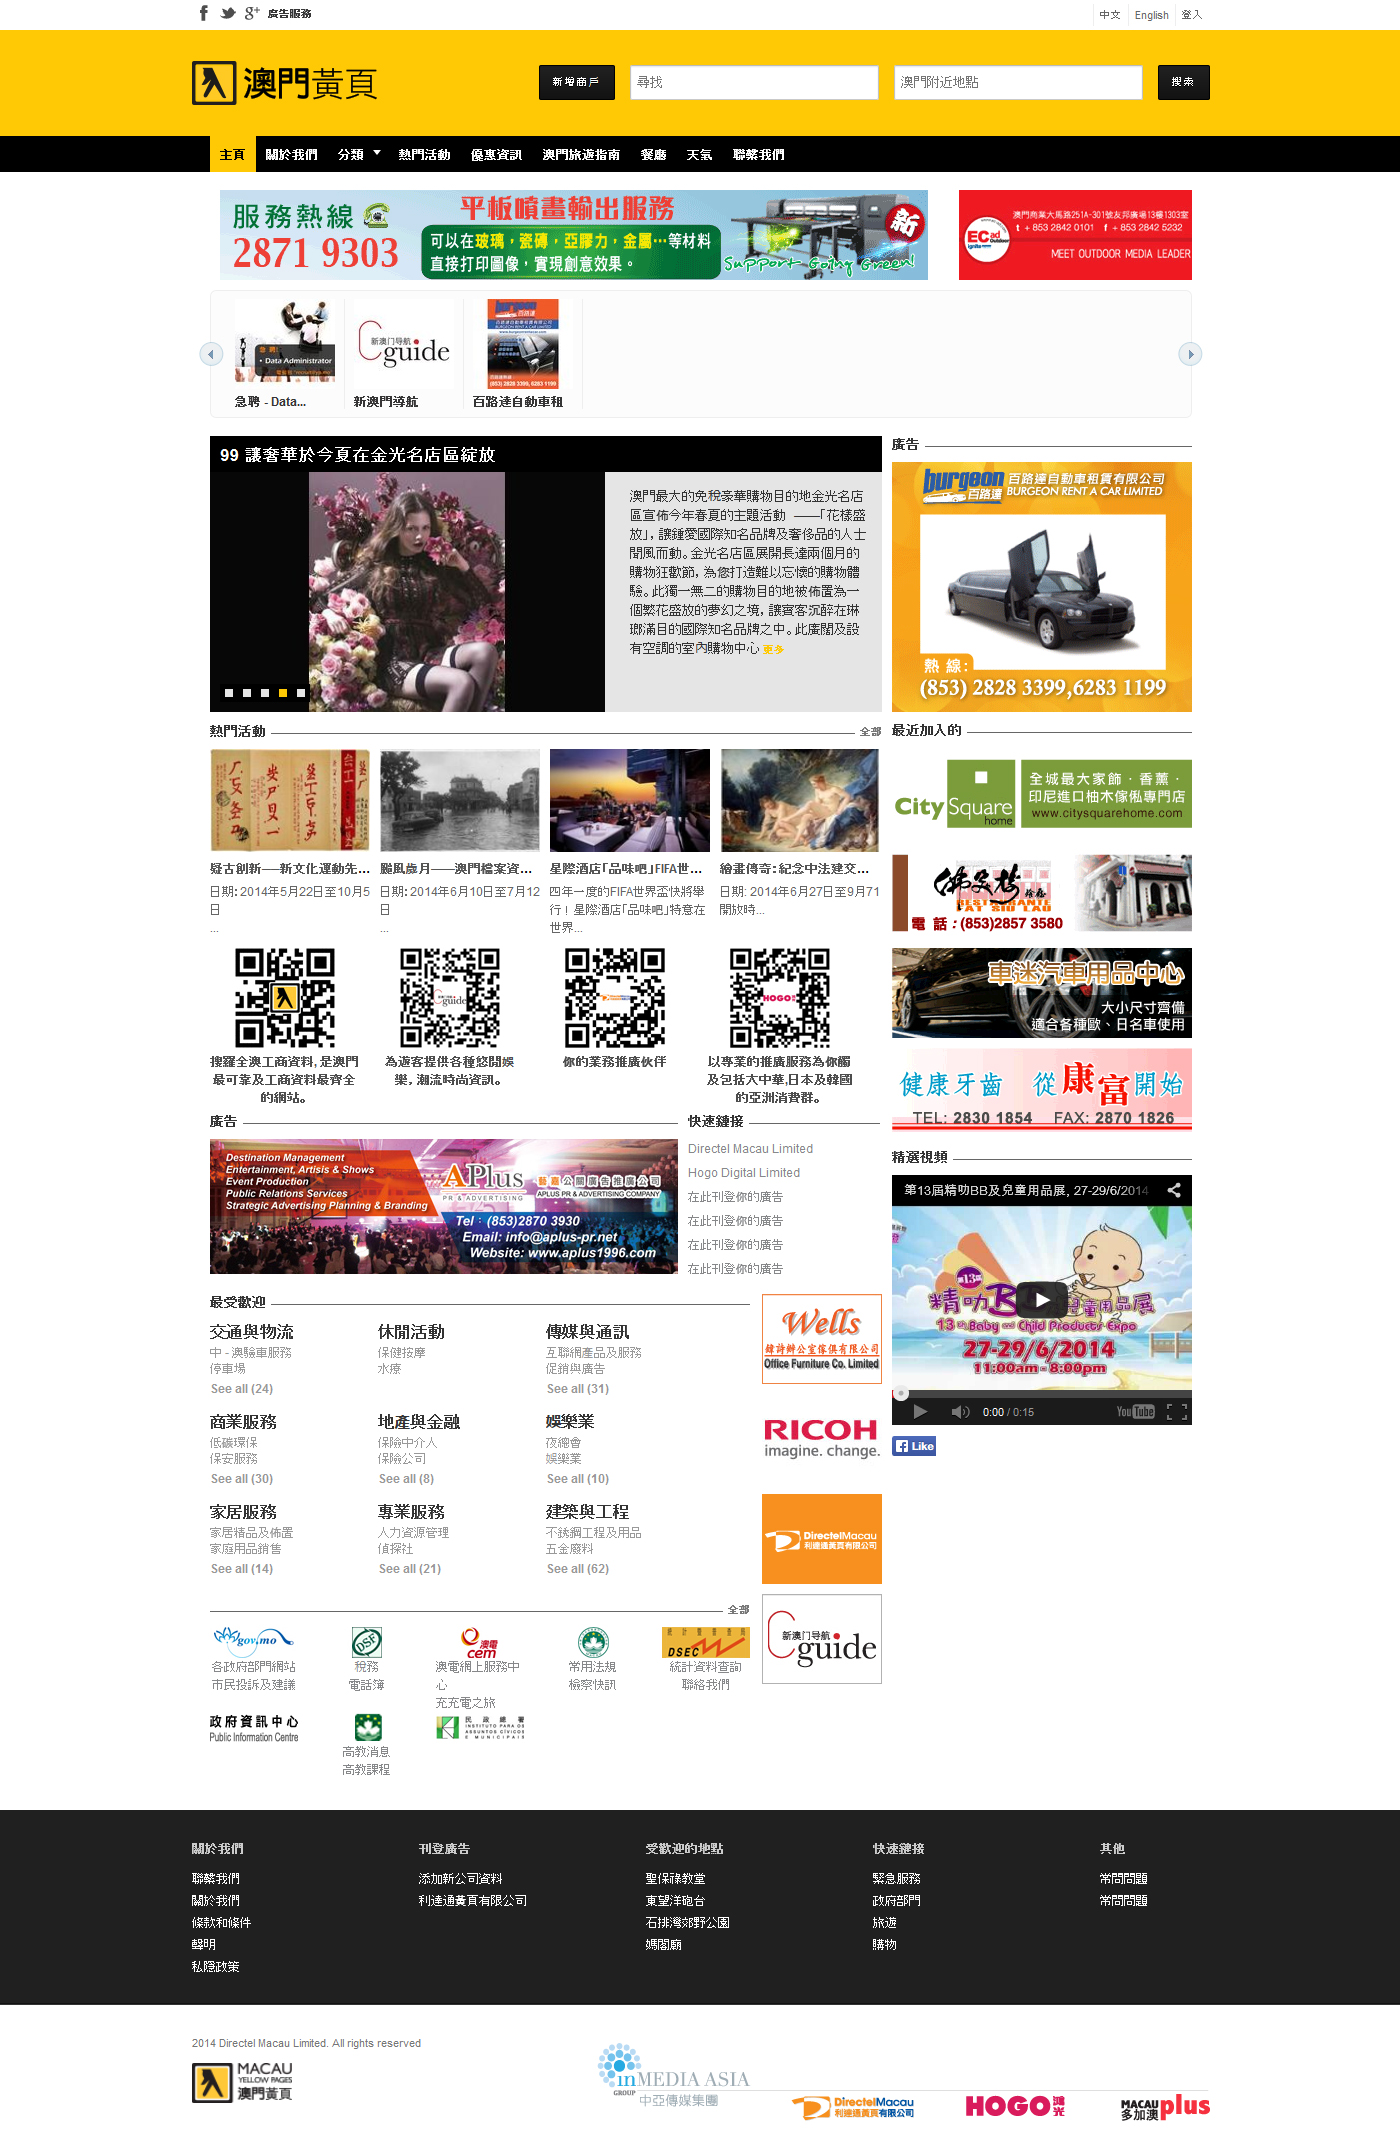 廣告服務
中文 English 登入
澳門黃頁
新增商戶 尋找 澳門附近地點 搜索
主頁 關於我們 分類 熱門活動 優惠資訊 澳門旅遊指南 餐廳 天氣 聯繫我們
服務熱線
2871 9303
平板噴畫輸出服務
可以在玻璃，瓷磚，亞膠力，金屬…等材料
直接打印圖像，實現創意效果。
新
Support Going Green!
EC ad
Outdoor
ignite
澳門商業大馬路251A-301號友邦廣場13樓1303室
t + 853 2842 0101 f + 853 2842 5232
MEET OUTDOOR MEDIA LEADER
• Data Administrator
急聘 - Data...
新澳门导航
Cguide
新澳門導航
burgeon 百路達
百路達自動車租賃有限公司
BURGEON RENT A CAR LIMITED
(853) 2828 3399, 6283 1199
百路達自動車租
99 讓奢華於今夏在金光名店區綻放
澳門最大的免稅豪華購物目的地金光名店
區宣佈今年春夏的主題活動 ——「花樣盛
放」，讓鍾愛國際知名品牌及奢侈品的人士
聞風而動。金光名店區展開長達兩個月的
購物狂歡節，為您打造難以忘懷的購物體
驗。此獨一無二的購物目的地被佈置為一
個繁花盛放的夢幻之境，讓賓客沉醉在琳
瑯滿目的國際知名品牌之中。此廣闊及設
有空調的室內購物中心 更多
廣告
burgeon
百路達
百路達自動車租賃有限公司
BURGEON RENT A CAR LIMITED
熱線：
(853) 2828 3399,6283 1199
熱門活動 全部
疑古創新——新文化運動先...
日期: 2014年5月22日至10月5
日
...
颱風歲月——澳門檔案資...
日期: 2014年6月10日至7月12
日
...
星際酒店「品味吧」FIFA世...
四年一度的FIFA世界盃快將舉
行！星際酒店「品味吧」特意在
世界...
繪畫傳奇：紀念中法建交...
日期: 2014年6月27日至9月71
開放時...
最近加入的
City Square
home
全城最大家飾．香薰．
印尼進口柚木傢俬專門店
www.citysquarehome.com
佛笑樓
RESTAURANTE
FAT SIU LAU
電話：(853)2857 3580
車迷汽車用品中心
大小尺寸齊備
適合各種歐、日名車使用
健康牙齒 從康富開始
TEL: 2830 1854 FAX: 2870 1826
Cguide
HOGO
搜羅全澳工商資料, 是澳門
最可靠及工商資料最齊全
的網站。
為遊客提供各種悠閒娛
樂，潮流時尚資訊。
你的業務推廣伙伴
以專業的推廣服務為你觸
及包括大中華,日本及韓國
的亞洲消費群。
廣告
Destination Management
Entertainment, Artisis & Shows
Event Production
Public Relations Services
Strategic Advertising Planning & Branding
APlus
PR & ADVERTISING
藝嘉公關廣告推廣公司
APLUS PR & ADVERTISING COMPANY
Tel : (853)2870 3930
Email: info@aplus-pr.net
Website: www.aplus1996.com
快速鏈接
Directel Macau Limited
Hogo Digital Limited
在此刊登你的廣告
在此刊登你的廣告
在此刊登你的廣告
在此刊登你的廣告
精選視頻
第13屆精叻BB及兒童用品展, 27-29/6/2014
第13屆
精叻B 兒童用品展
13th Baby and Child Products Expo
27-29/6/2014
11:00am - 8:00pm
0:00 / 0:15 YouTube
Like
最受歡迎
交通與物流
中 - 澳驗車服務
停車場
See all (24)
休閒活動
保健按摩
水療
傳媒與通訊
互聯網產品及服務
促銷與廣告
See all (31)
商業服務
低碳環保
保安服務
See all (30)
地產與金融
保險中介人
保險公司
See all (8)
娛樂業
夜總會
娛樂業
See all (10)
家居服務
家居精品及佈置
家庭用品銷售
See all (14)
專業服務
人力資源管理
偵探社
See all (21)
建築與工程
不銹鋼工程及用品
五金廢料
See all (62)
Wells
Office Furniture Co. Limited
RICOH
imagine. change.
DirectelMacau
利達通黃頁有限公司
新澳门导航
Cguide
全部
gov.mo
各政府部門網站
市民投訴及建議
DSF
稅務
電話簿
澳電
cem
澳電網上服務中
心
充充電之旅
常用法規
檢察快訊
統計暨普查局
DSEC
統計資料查詢
聯絡我們
政府資訊中心
Public Information Centre
高教消息
高教課程
民政總署
INSTITUTO PARA OS
ASSUNTOS CÍVICOS
E MUNICIPAIS
關於我們
聯繫我們
關於我們
條款和條件
聲明
私隱政策
刊登廣告
添加新公司資料
利達通黃頁有限公司
受歡迎的地點
聖保祿教堂
東望洋砲台
石排灣郊野公園
媽閣廟
快速鏈接
緊急服務
政府部門
旅遊
購物
其他
常問問題
常問問題
2014 Directel Macau Limited. All rights reserved
MACAU
YELLOW PAGES
澳門黃頁
inMEDIA ASIA
GROUP 中亞傳媒集團
DirectelMacau
利達通黃頁有限公司
HOGO 鴻光
MACAU
多加澳 plus